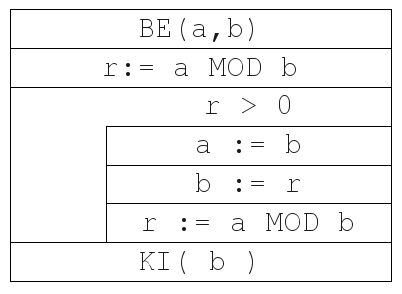 BE(a,b)
r:= a MOD b
r > 0
a := b
b := r
r := a MOD b
KI( b )